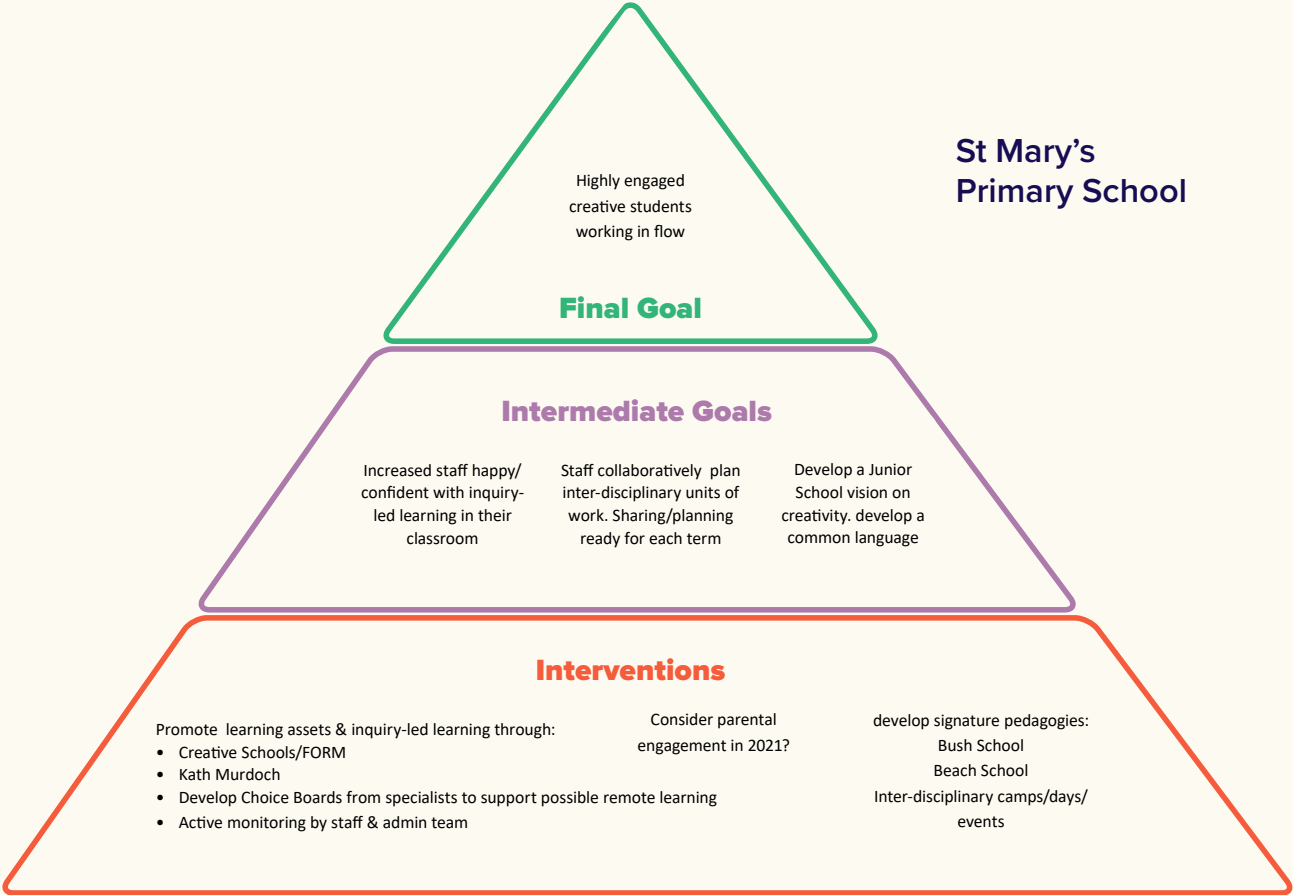 St Mary’s
Primary School
Highly engaged
creative students
working in flow
Final Goal
Intermediate Goals
Increased staff happy/
confident with inquiry-
led learning in their
classroom
Staff collaboratively  plan
inter-disciplinary units of
work. Sharing/planning
ready for each term
Develop a Junior
School vision on
creativity. develop a
common language
Interventions
Promote  learning assets & inquiry-led learning through:
• Creative Schools/FORM
• Kath Murdoch
• Develop Choice Boards from specialists to support possible remote learning
• Active monitoring by staff & admin team
Consider parental
engagement in 2021?
develop signature pedagogies:
Bush School
Beach School
Inter-disciplinary camps/days/
events